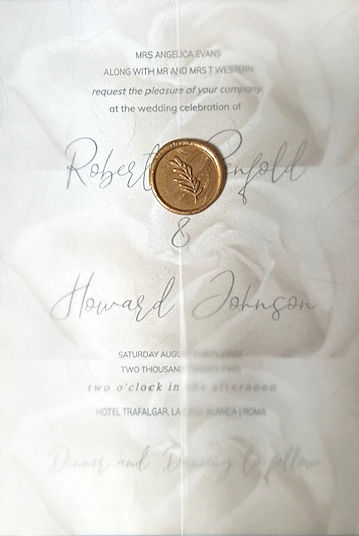 MRS ANGELICA EVANS
ALONG WITH MR AND MRS T WESTERN
request the pleasure of your company
at the wedding celebration of
Robert
&
Howard Johnson
SATURDAY
TWO
two o'clock in the afternoon
HOTEL TRAFALGAR, BLANCA | ROMA
Dinner and Dancing to follow